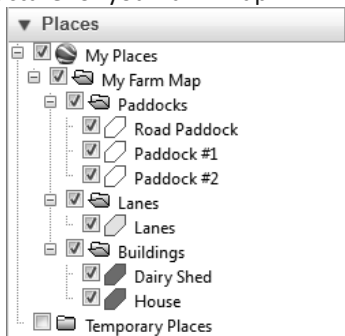 Places
My Places
My Farm Map
Paddocks
Road Paddock
Paddock #1
Paddock #2
Lanes
Lanes
Buildings
Dairy Shed
House
Temporary Places